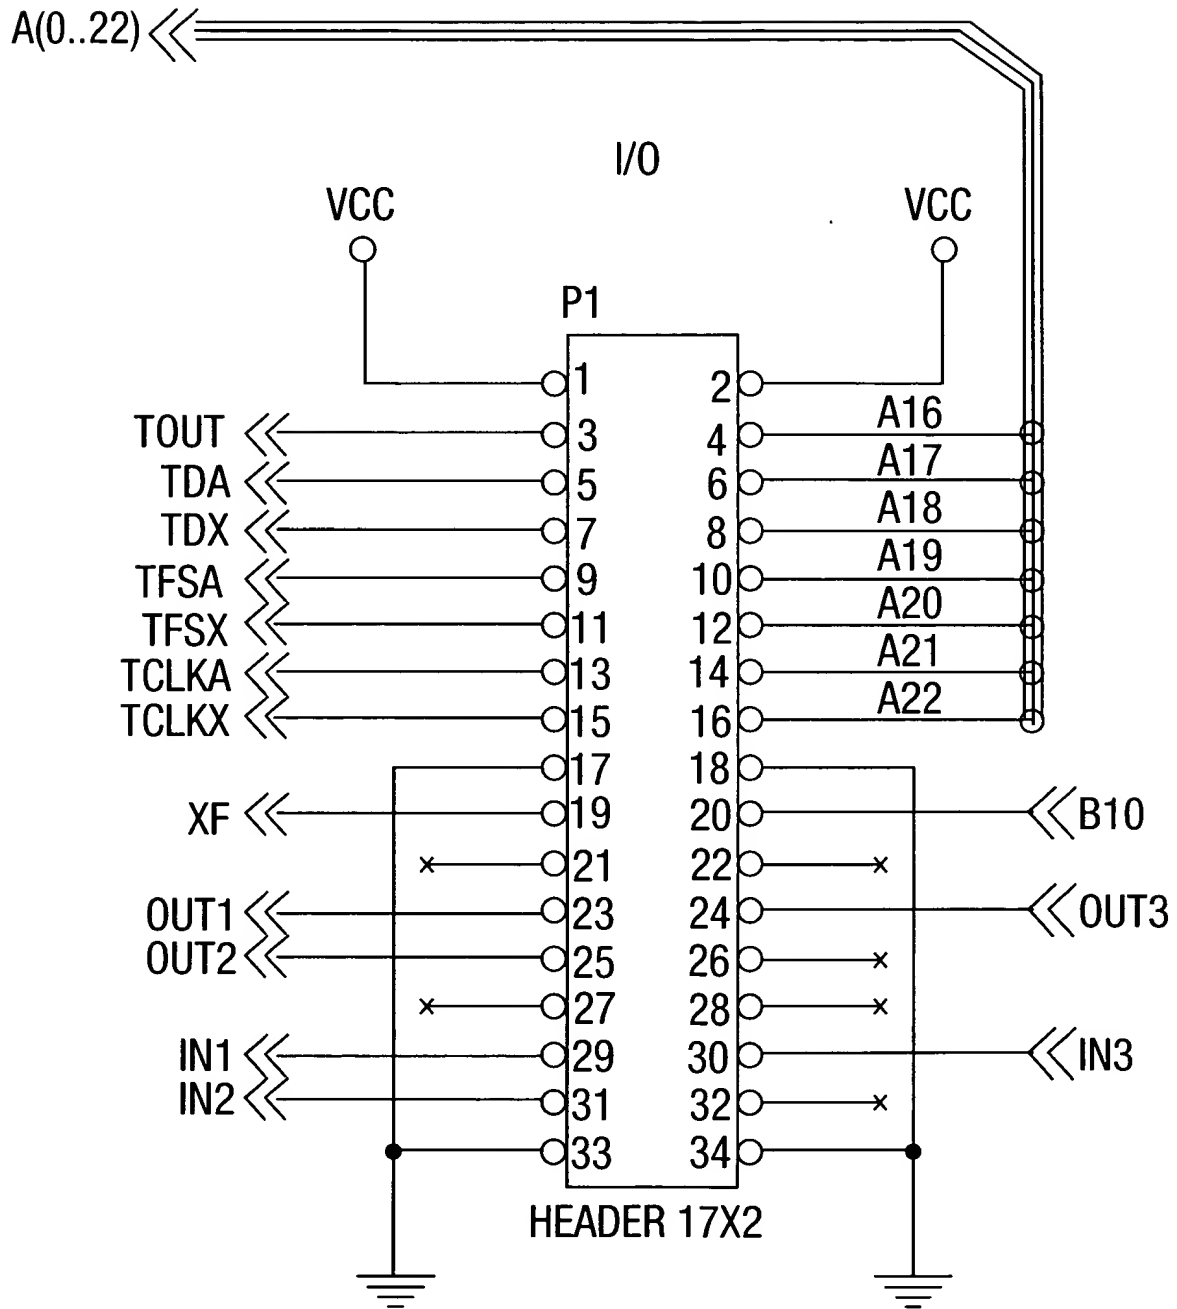 A(0..22)
I/O
VCC VCC
P1
1 2
TOUT 3 4 A16
TDA 5 6 A17
TDX 7 8 A18
TFSA 9 10 A19
TFSX 11 12 A20
TCLKA 13 14 A21
TCLKX 15 16 A22
17 18
XF 19 20 B10
21 22
OUT1 23 24 OUT3
OUT2 25 26
27 28
IN1 29 30 IN3
IN2 31 32
33 34
HEADER 17X2